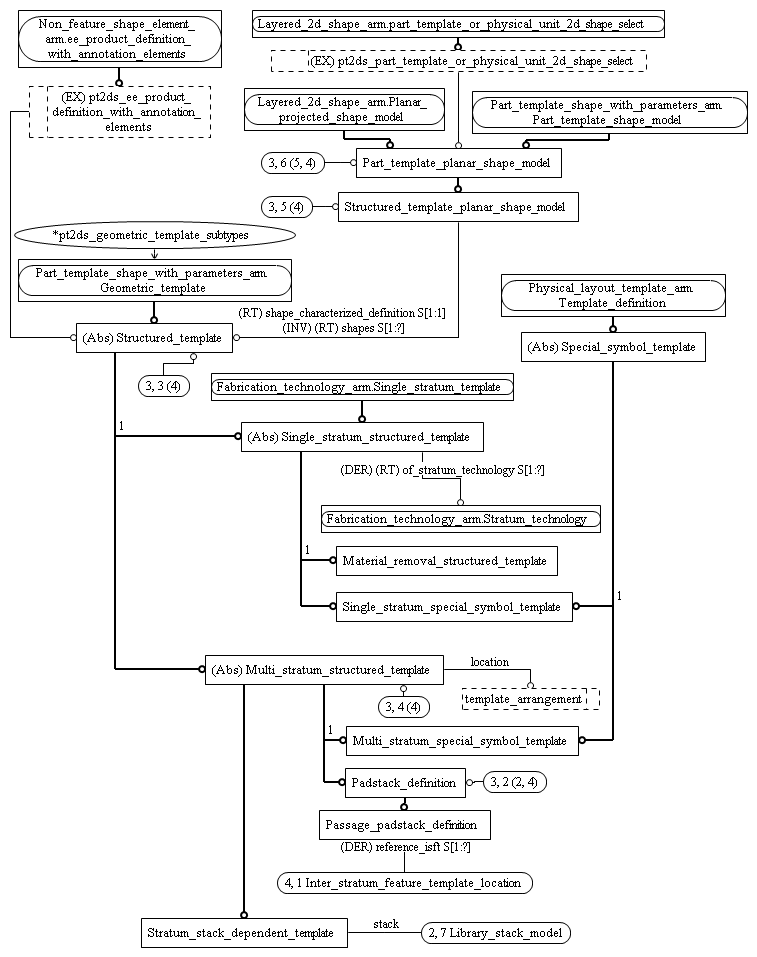 Non_feature_shape_element_
arm.ee_product_definition_
with_annotation_elements
Layered_2d_shape_arm.part_template_or_physical_unit_2d_shape_select
(EX) pt2ds_part_template_or_physical_unit_2d_shape_select
(EX) pt2ds_ee_product_
definition_with_annotation_
elements
Layered_2d_shape_arm.Planar_
projected_shape_model
Part_template_shape_with_parameters_arm.
Part_template_shape_model
3, 6 (5, 4)
Part_template_planar_shape_model
3, 5 (4)
Structured_template_planar_shape_model
*pt2ds_geometric_template_subtypes
Part_template_shape_with_parameters_arm.
Geometric_template
Physical_layout_template_arm.
Template_definition
(RT) shape_characterized_definition S[1:1]
(INV) (RT) shapes S[1:?]
(Abs) Structured_template
(Abs) Special_symbol_template
3, 3 (4)
Fabrication_technology_arm.Single_stratum_template
1
(Abs) Single_stratum_structured_template
(DER) (RT) of_stratum_technology S[1:?]
Fabrication_technology_arm.Stratum_technology
1
Material_removal_structured_template
Single_stratum_special_symbol_template
1
(Abs) Multi_stratum_structured_template
location
template_arrangement
3, 4 (4)
1
Multi_stratum_special_symbol_template
Padstack_definition
3, 2 (2, 4)
Passage_padstack_definition
(DER) reference_isft S[1:?]
4, 1 Inter_stratum_feature_template_location
Stratum_stack_dependent_template
stack
2, 7 Library_stack_model